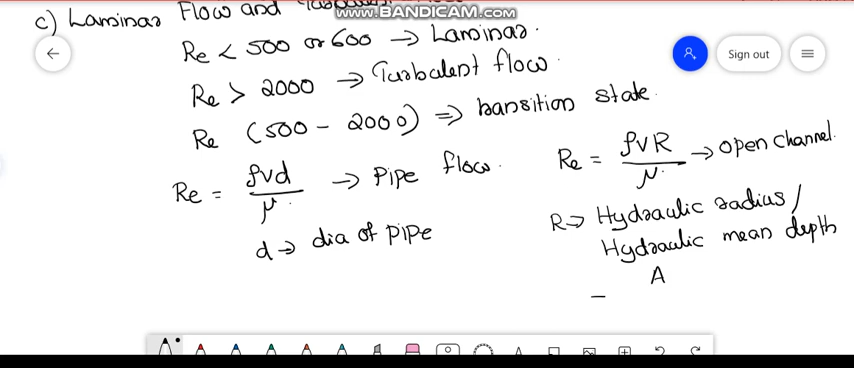 www.BANDICAM.com
c) Laminar Flow and Turbulent
Re < 500 or 600 → Laminar.
Sign out
Re > 2000 → Turbulent flow.
Re (500 - 2000) ⇒ transition state.
Re = ρvd/μ → Pipe flow.
Re = ρVR/μ → open channel.
d → dia of pipe
R → Hydraulic radius /
Hydraulic mean depth
= A